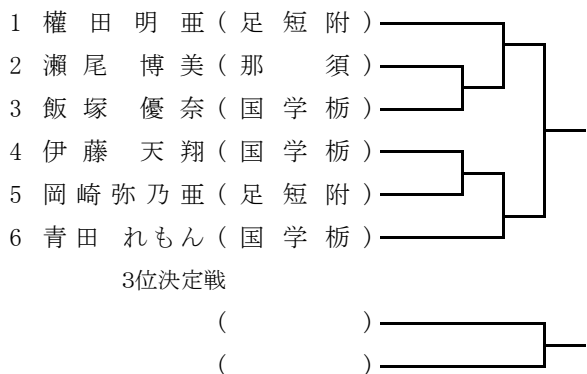 1 權田明亜(足短附)
2 瀨尾博美(那須)
3 飯塚優奈(国学栃)
4 伊藤天翔(国学栃)
5 岡崎弥乃亜(足短附)
6 青田れもん(国学栃)
3位決定戦
( )
( )